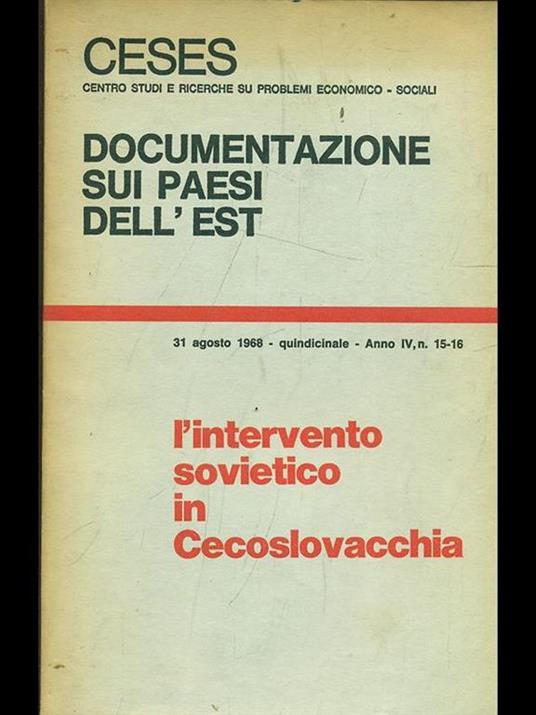 CESES
CENTRO STUDI E RICERCHE SU PROBLEMI ECONOMICO - SOCIALI
DOCUMENTAZIONE
SUI PAESI
DELL' EST
31 agosto 1968 - quindicinale - Anno IV, n. 15-16
l'intervento
sovietico
in
Cecoslovacchia